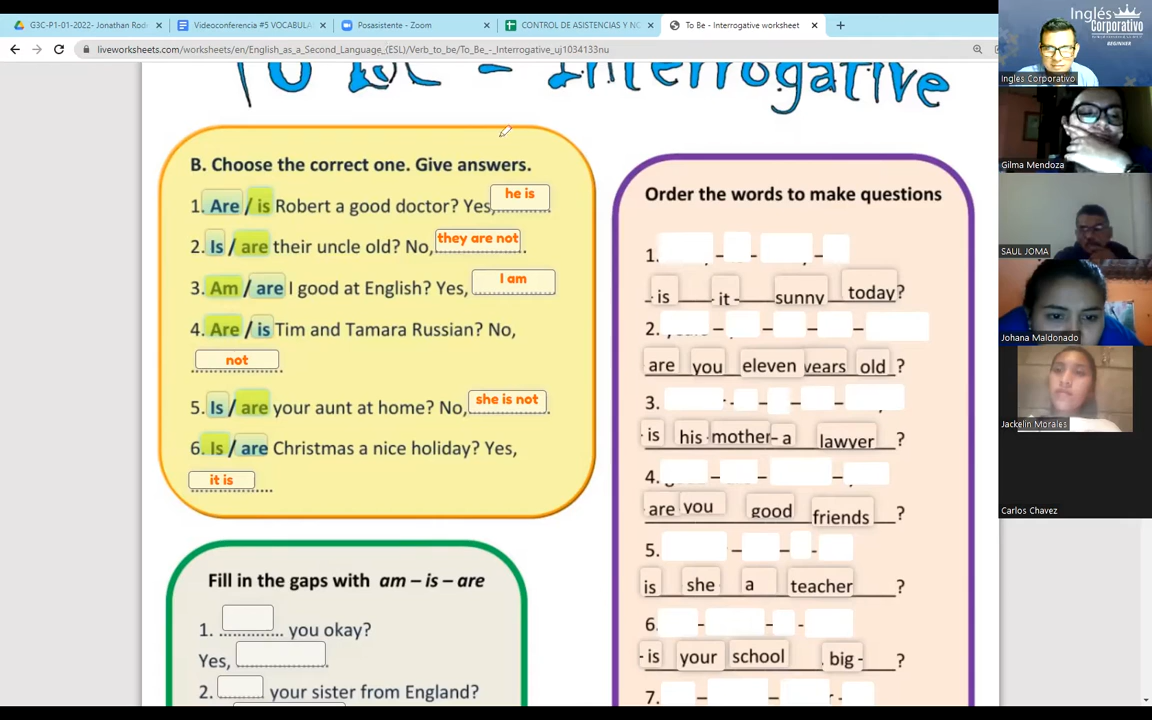 G3C-P1-01-2022- Jonathan Rod
Videoconferencia #5 VOCABULA
Posasistente - Zoom
CONTROL DE ASISTENCIAS Y NO
To Be - Interrogative worksheet
liveworksheets.com/worksheets/en/English_as_a_Second_Language_(ESL)/Verb_to_be/To_Be_-_Interrogative_uj1034133nu
To Be - Interrogative
B. Choose the correct one. Give answers.
1. Are / is Robert a good doctor? Yes, he is
2. Is / are their uncle old? No, they are not.
3. Am / are I good at English? Yes, I am
4. Are / is Tim and Tamara Russian? No,
not
5. Is / are your aunt at home? No, she is not.
6. Is / are Christmas a nice holiday? Yes,
it is
Fill in the gaps with am – is – are
1. .............. you okay?
Yes, .
2. your sister from England?
Order the words to make questions
1. – – –
is it sunny today ?
2. – – – –
are you eleven years old ?
3. – – – –
is his mother a lawyer ?
4. – – –
are you good friends ?
5. – – -
is she a teacher ?
6. – – -
is your school big ?
7. – – –
Inglés
Corporativo
BEGINNER
Ingles Corporativo
Gilma Mendoza
SAUL JOMA
Johana Maldonado
Jackelin Morales
Carlos Chavez